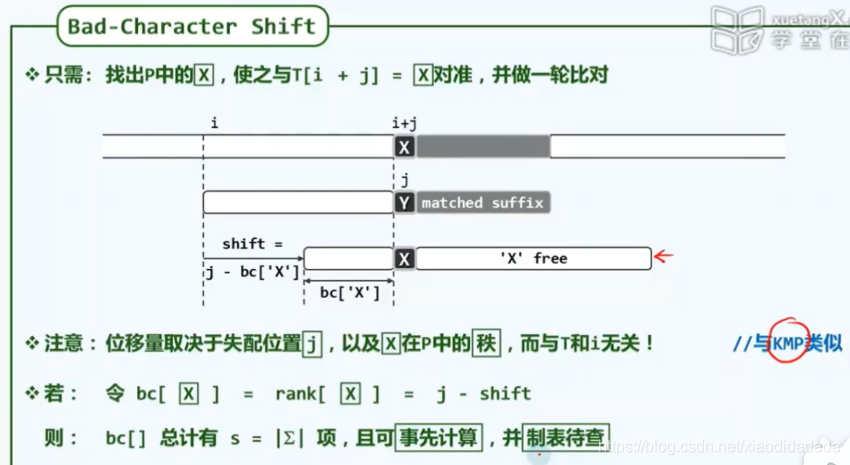 Bad-Character Shift
xuetangX
学堂在
❖只需：找出P中的X，使之与T[i + j] = X对准，并做一轮比对
i
i+j
X
j
Y matched suffix
shift =
j - bc['X']
X 'X' free
bc['X']
❖注意：位移量取决于失配位置j，以及X在P中的秩，而与T和i无关！ //与KMP类似
❖若： 令 bc[ X ] = rank[ X ] = j - shift
则： bc[] 总计有 s = |Σ| 项，且可事先计算，并制表待查
https://blog.csdn.net/xiaodidadada